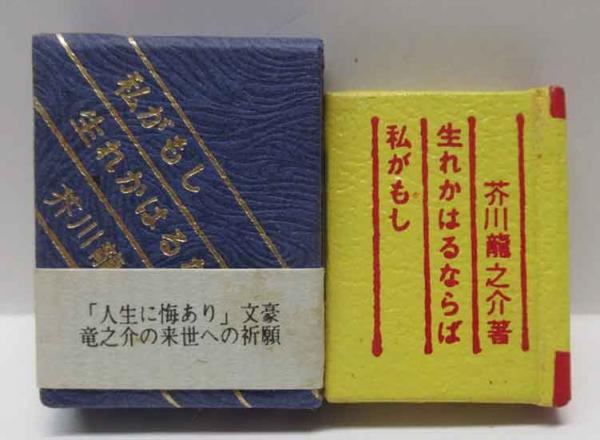 私がもし
生れかはるな
芥川龍
「人生に悔あり」文豪
竜之介の来世への祈願
私がもし
生れかはるならば
芥川龍之介著